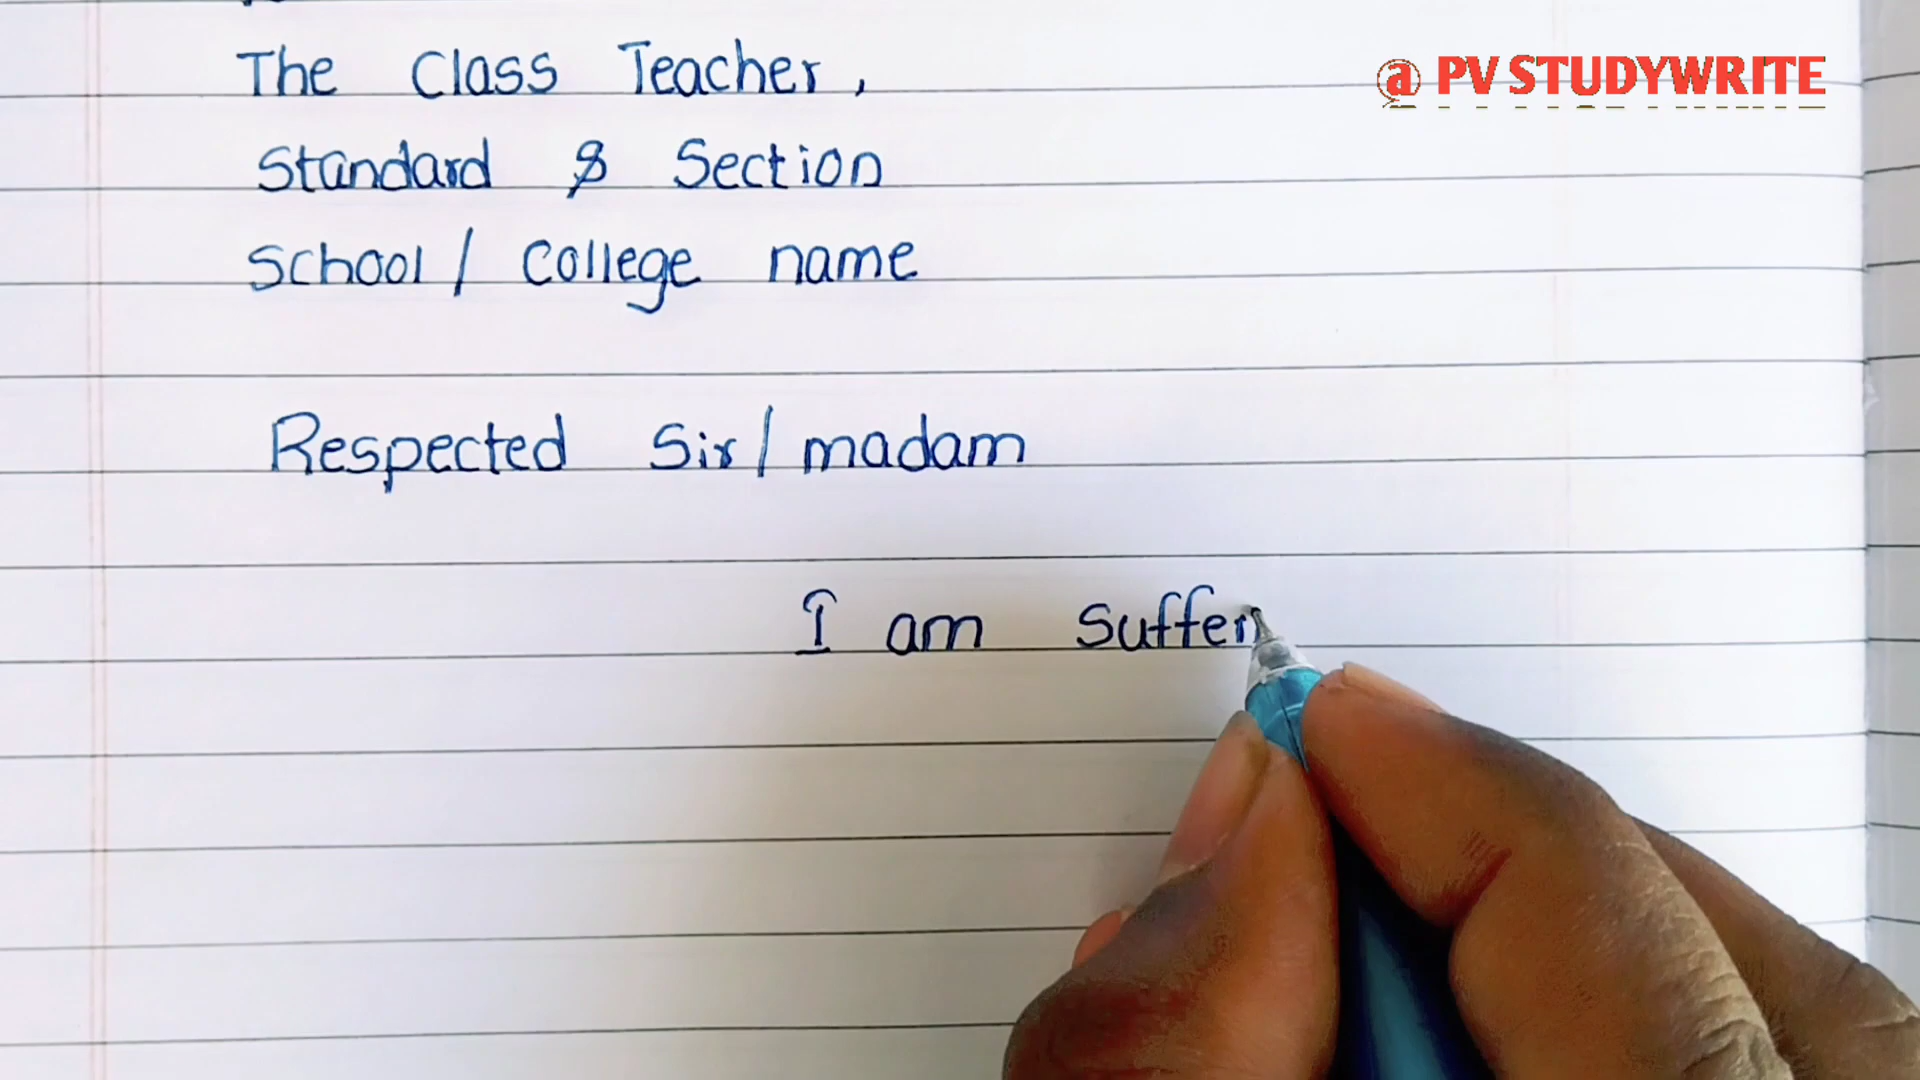 The Class Teacher,
@ PV STUDYWRITE
Standard & Section
School / College name
Respected Sir / madam
I am Suffer